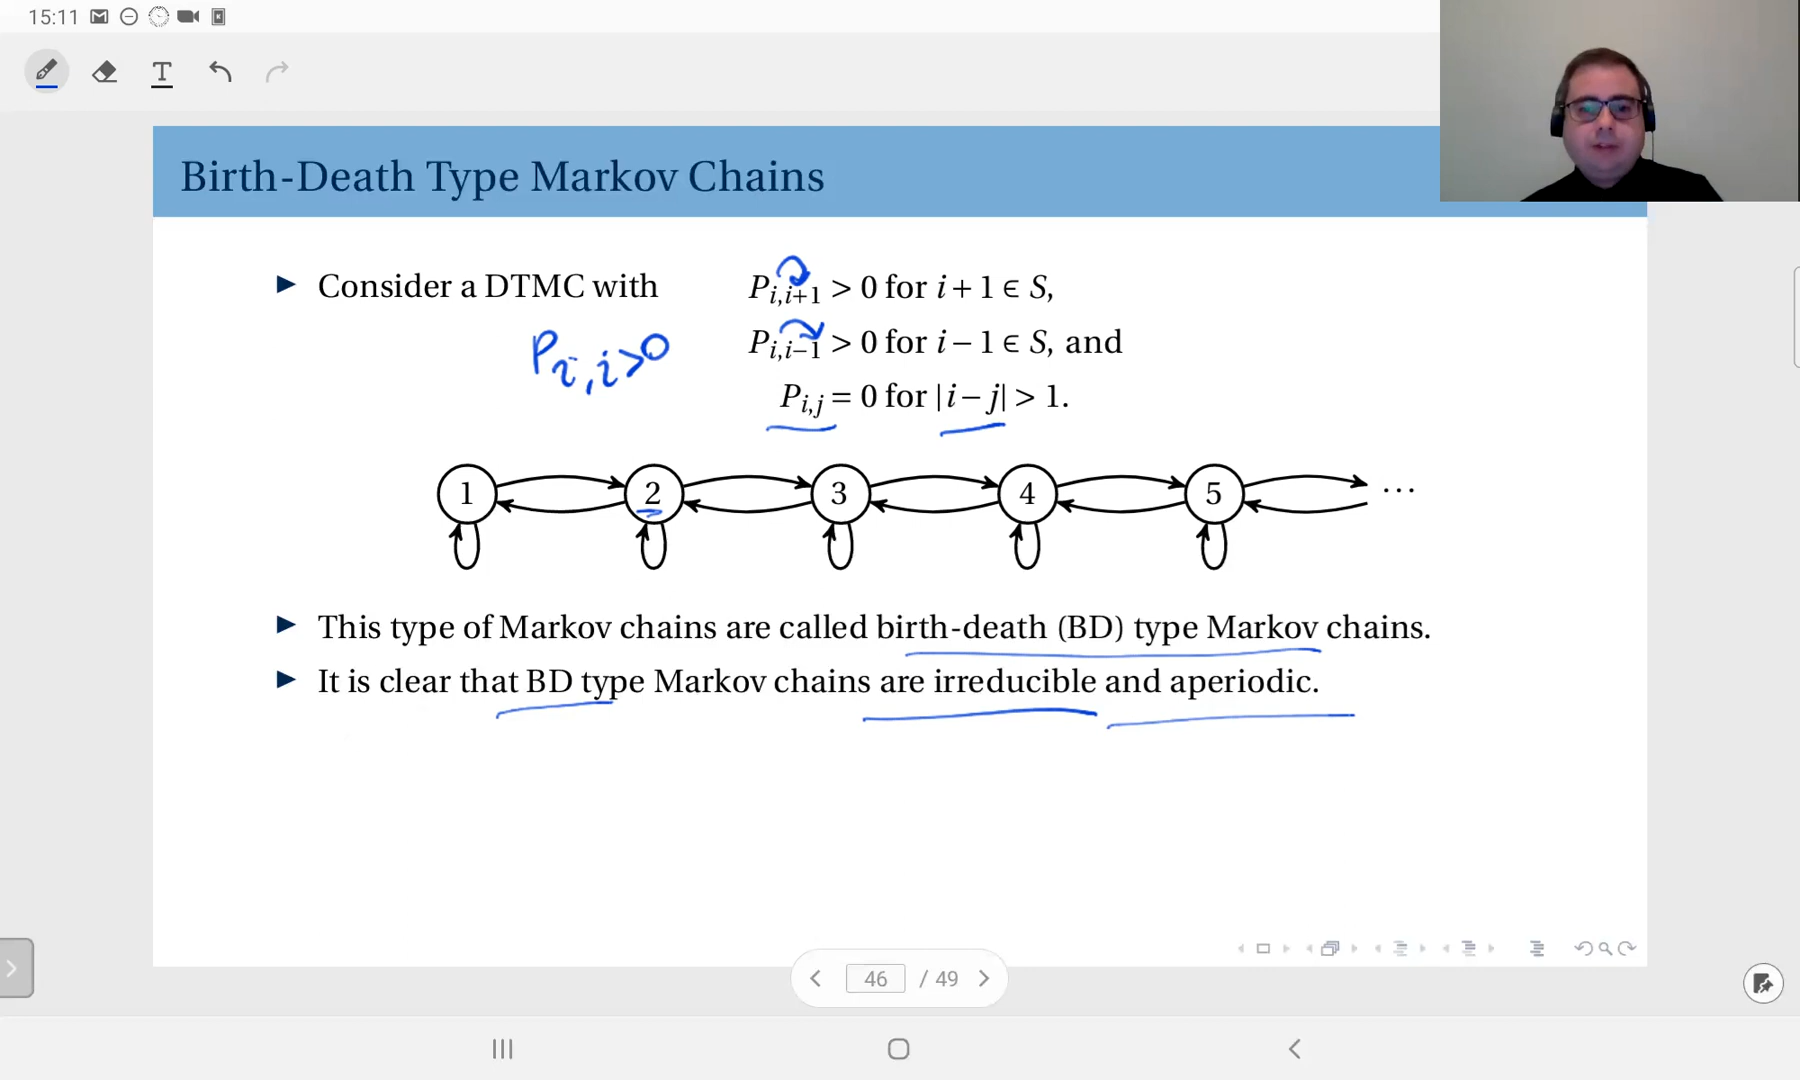 15:11
Birth-Death Type Markov Chains
Consider a DTMC with P_{i,i+1} > 0 for i + 1 ∈ S,
P_{i,i−1} > 0 for i − 1 ∈ S, and
P_{i,i} > 0
P_{i,j} = 0 for |i − j| > 1.
1 2 3 4 5 ...
This type of Markov chains are called birth-death (BD) type Markov chains.
It is clear that BD type Markov chains are irreducible and aperiodic.
46 / 49